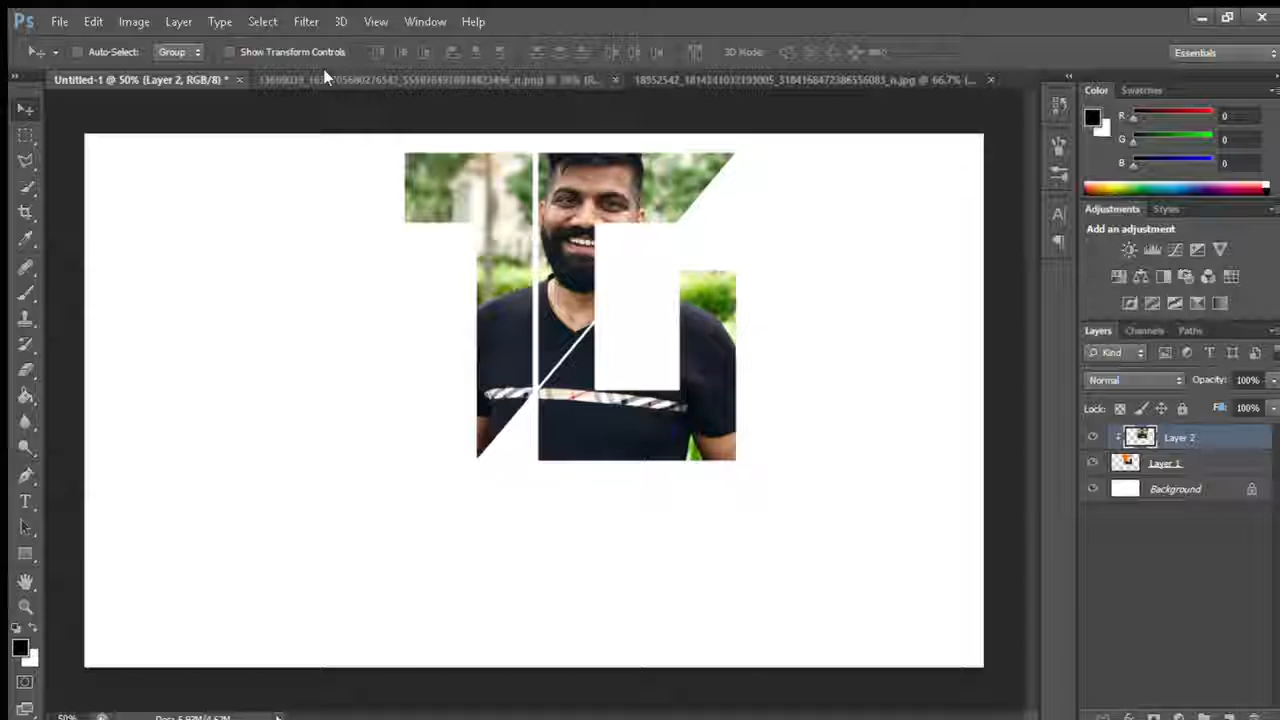 Ps File Edit Image Layer Type Select Filter 3D View Window Help
Auto-Select: Group Show Transform Controls 3D Mode: Essentials
Untitled-1 @ 50% (Layer 2, RGB/8) * × × 18952542_1814241032193005_3184168472386556083_n.jpg @ 66.7% (... ×
Color Swatches
R 0
G 0
B 0
Adjustments Styles
Add an adjustment
Layers Channels Paths
Kind
Normal Opacity: 100%
Lock: Fill: 100%
Layer 2
Layer 1
Background
50%